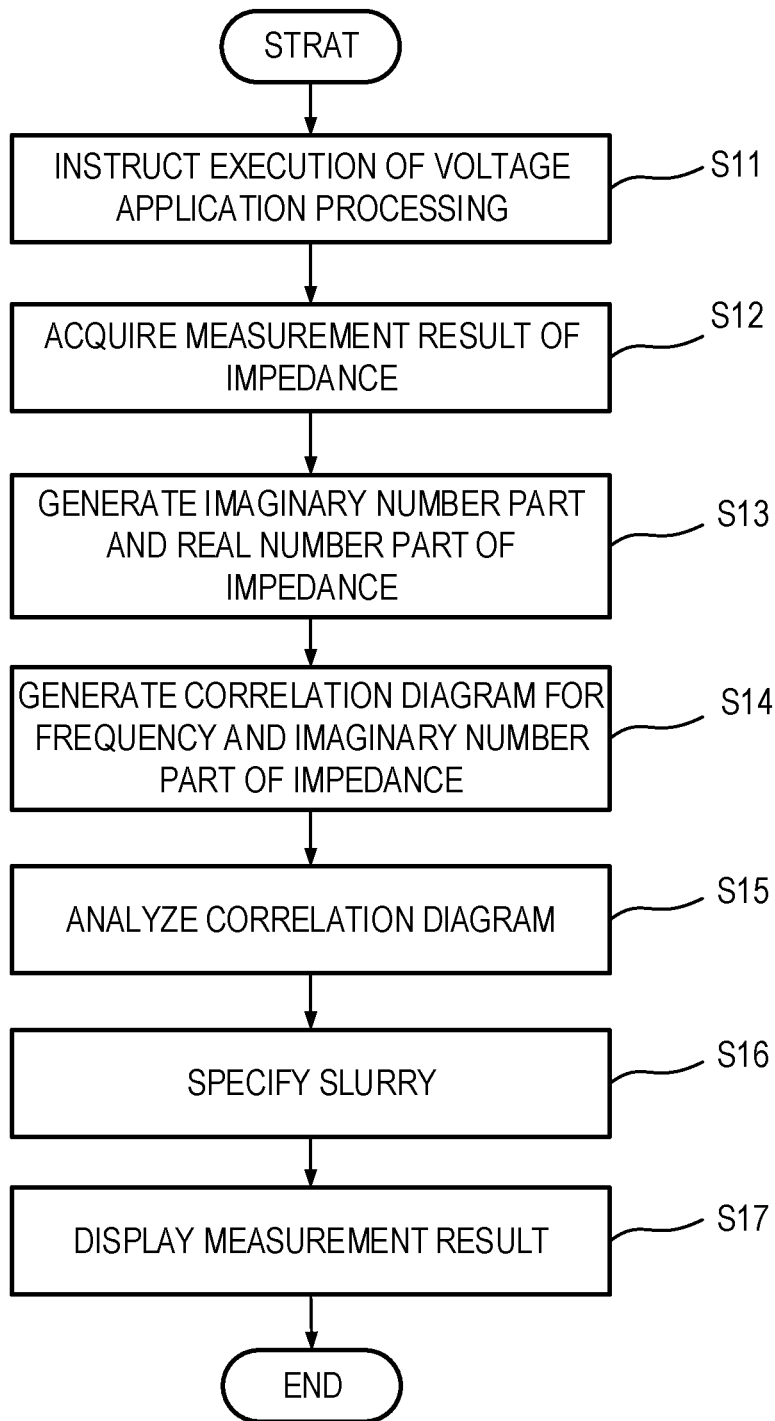 STRAT
INSTRUCT EXECUTION OF VOLTAGE
APPLICATION PROCESSING
S11
ACQUIRE MEASUREMENT RESULT OF
IMPEDANCE
S12
GENERATE IMAGINARY NUMBER PART
AND REAL NUMBER PART OF
IMPEDANCE
S13
GENERATE CORRELATION DIAGRAM FOR
FREQUENCY AND IMAGINARY NUMBER
PART OF IMPEDANCE
S14
ANALYZE CORRELATION DIAGRAM
S15
SPECIFY SLURRY
S16
DISPLAY MEASUREMENT RESULT
S17
END